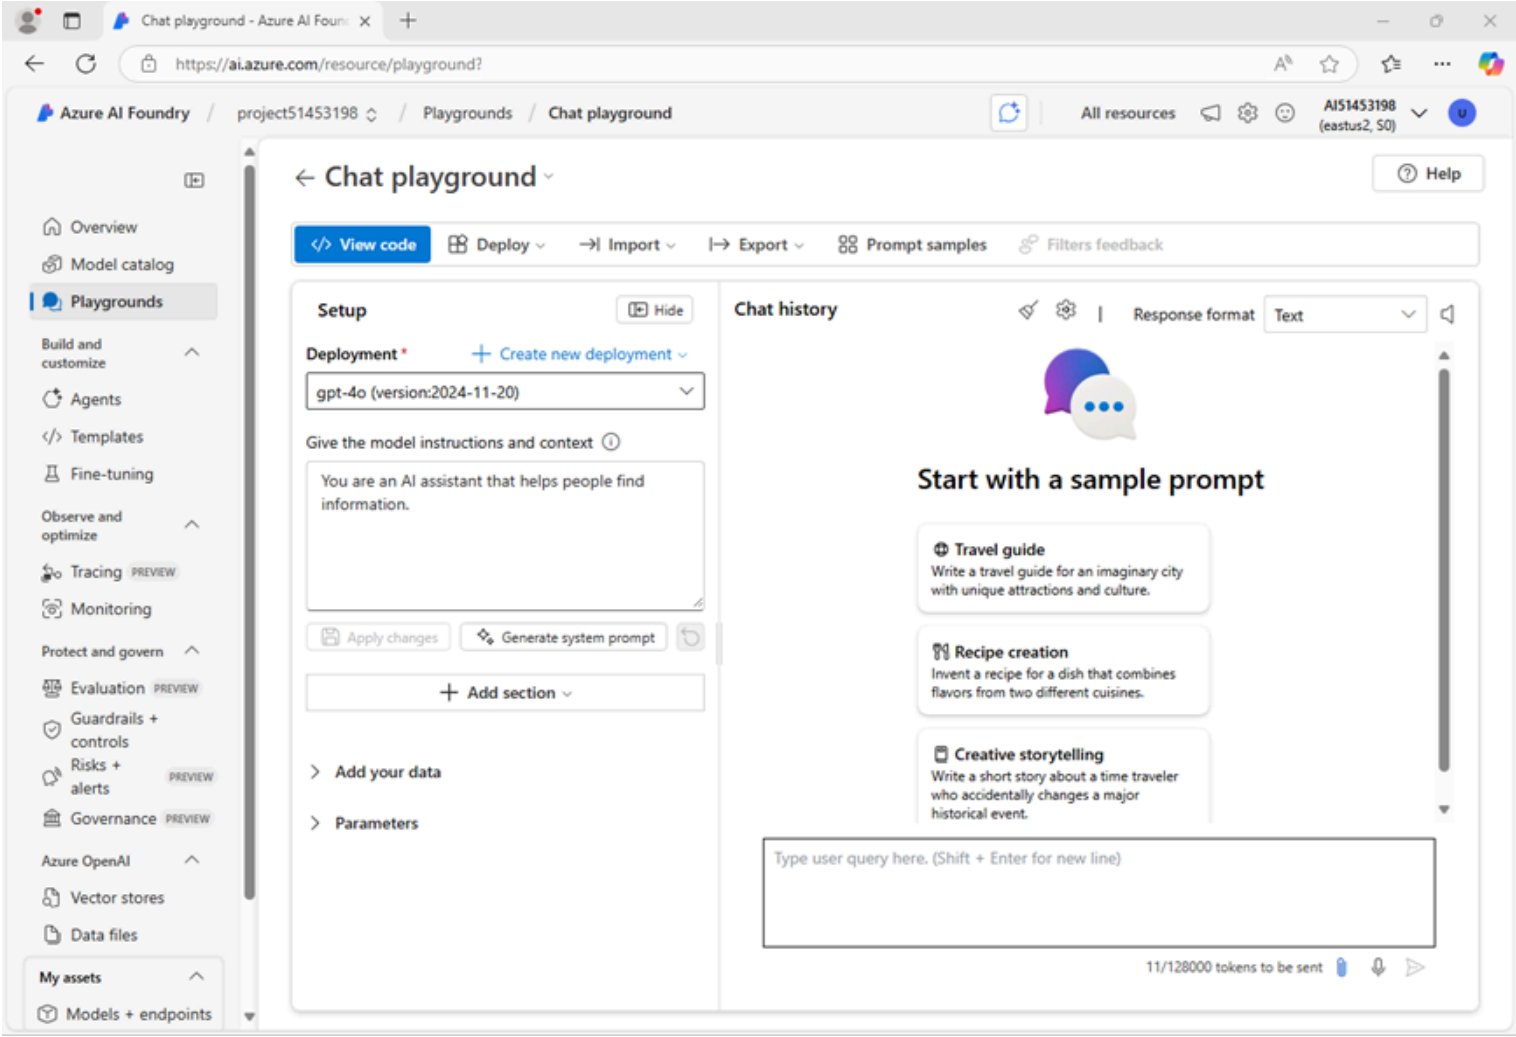 Chat playground - Azure AI Foun
https://ai.azure.com/resource/playground?
Azure AI Foundry / project51453198 / Playgrounds / Chat playground
All resources
AI51453198
(eastus2, S0)
U
Overview
Model catalog
Playgrounds
Build and
customize
Agents
Templates
Fine-tuning
Observe and
optimize
Tracing PREVIEW
Monitoring
Protect and govern
Evaluation PREVIEW
Guardrails +
controls
Risks +
alerts
PREVIEW
Governance PREVIEW
Azure OpenAI
Vector stores
Data files
My assets
Models + endpoints
Chat playground
Help
View code
Deploy
Import
Export
Prompt samples
Filters feedback
Setup
Hide
Deployment *
Create new deployment
gpt-4o (version:2024-11-20)
Give the model instructions and context
You are an AI assistant that helps people find
information.
Apply changes
Generate system prompt
Add section
Add your data
Parameters
Chat history
Response format
Text
Start with a sample prompt
Travel guide
Write a travel guide for an imaginary city
with unique attractions and culture.
Recipe creation
Invent a recipe for a dish that combines
flavors from two different cuisines.
Creative storytelling
Write a short story about a time traveler
who accidentally changes a major
historical event.
Type user query here. (Shift + Enter for new line)
11/128000 tokens to be sent